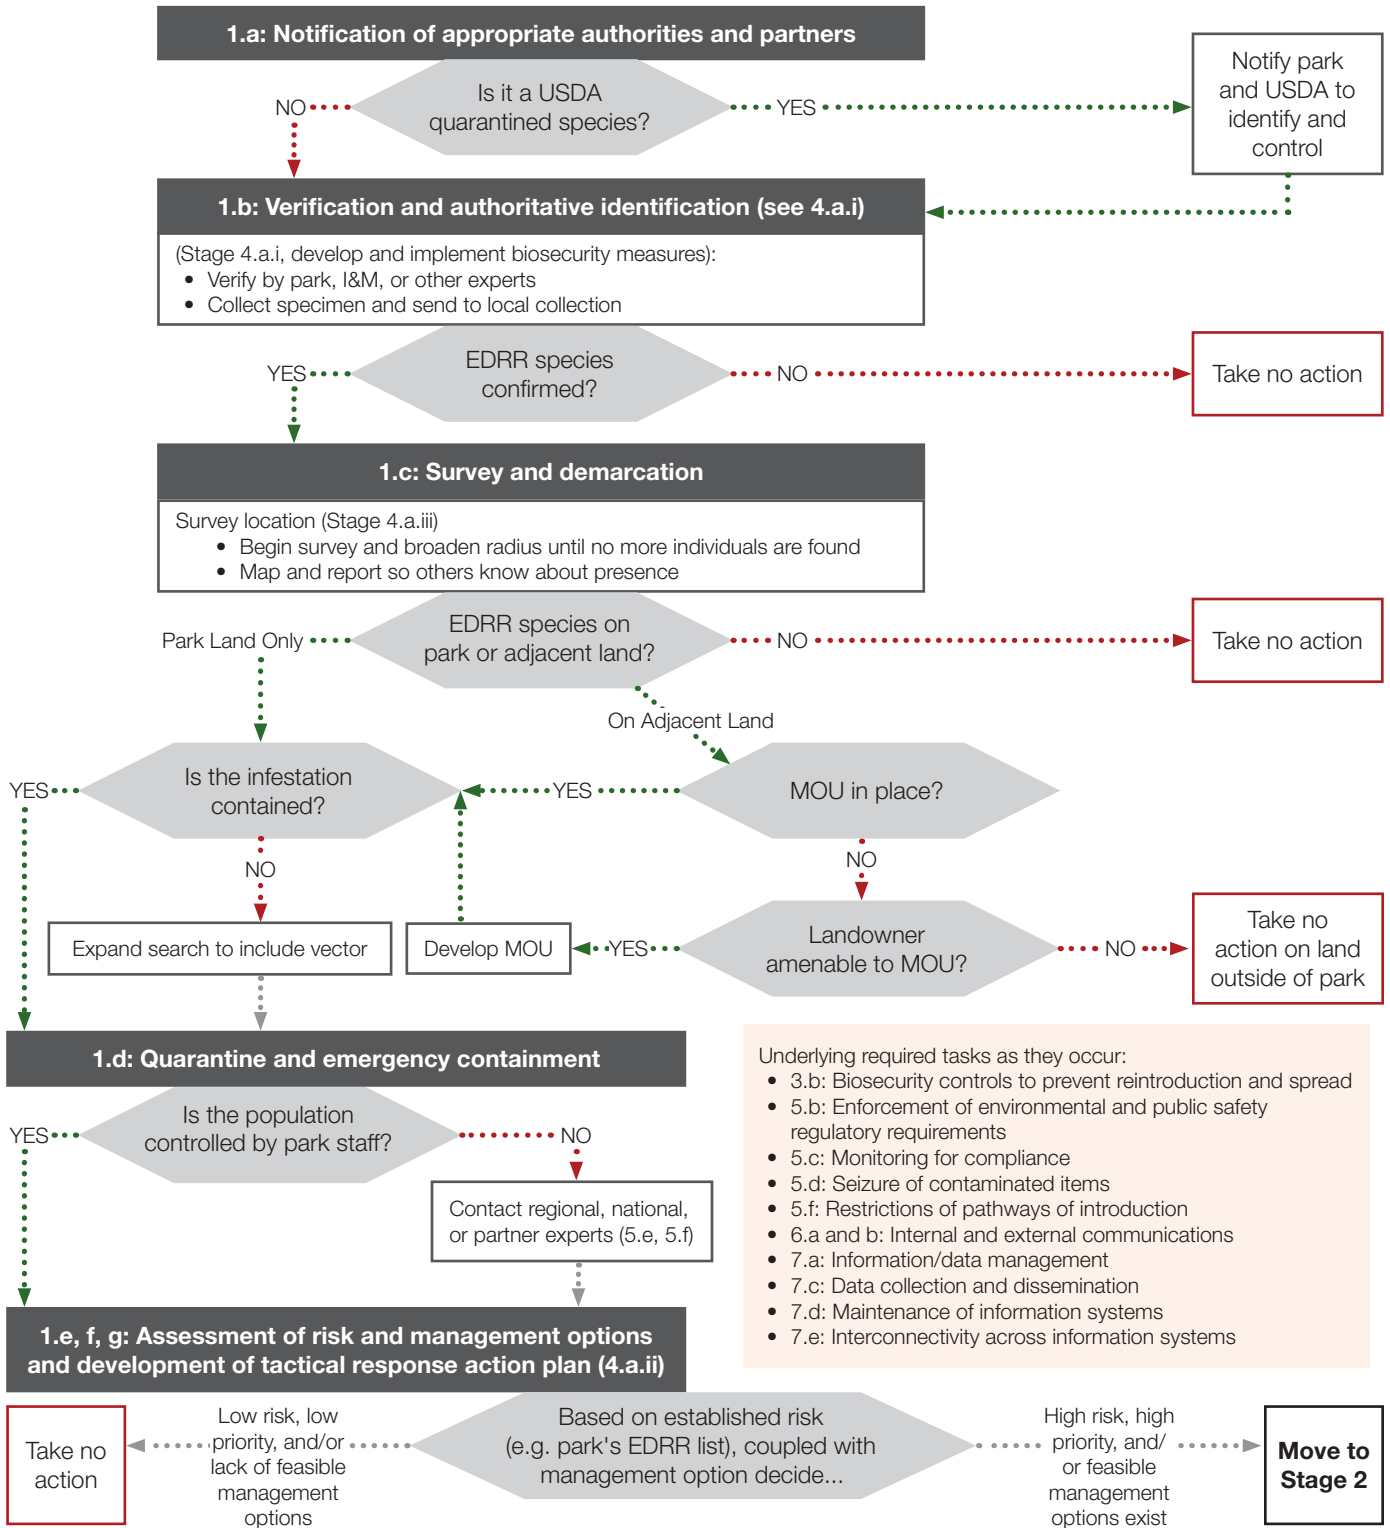 1.a: Notification of appropriate authorities and partners
Is it a USDA
quarantined species?
NO
YES
Notify park
and USDA to
identify and
control
1.b: Verification and authoritative identification (see 4.a.i)
(Stage 4.a.i, develop and implement biosecurity measures):
• Verify by park, I&M, or other experts
• Collect specimen and send to local collection
EDRR species
confirmed?
YES
NO
Take no action
1.c: Survey and demarcation
Survey location (Stage 4.a.iii)
• Begin survey and broaden radius until no more individuals are found
• Map and report so others know about presence
EDRR species on
park or adjacent land?
Park Land Only
NO
Take no action
On Adjacent Land
Is the infestation
contained?
YES
YES
MOU in place?
NO
NO
Expand search to include vector
Develop MOU
YES
Landowner
amenable to MOU?
NO
Take no
action on land
outside of park
1.d: Quarantine and emergency containment
Is the population
controlled by park staff?
YES
NO
Contact regional, national,
or partner experts (5.e, 5.f)
Underlying required tasks as they occur:
• 3.b: Biosecurity controls to prevent reintroduction and spread
• 5.b: Enforcement of environmental and public safety
regulatory requirements
• 5.c: Monitoring for compliance
• 5.d: Seizure of contaminated items
• 5.f: Restrictions of pathways of introduction
• 6.a and b: Internal and external communications
• 7.a: Information/data management
• 7.c: Data collection and dissemination
• 7.d: Maintenance of information systems
• 7.e: Interconnectivity across information systems
1.e, f, g: Assessment of risk and management options
and development of tactical response action plan (4.a.ii)
Take no
action
Low risk, low
priority, and/or
lack of feasible
management
options
Based on established risk
(e.g. park's EDRR list), coupled with
management option decide...
High risk, high
priority, and/
or feasible
management
options exist
Move to
Stage 2